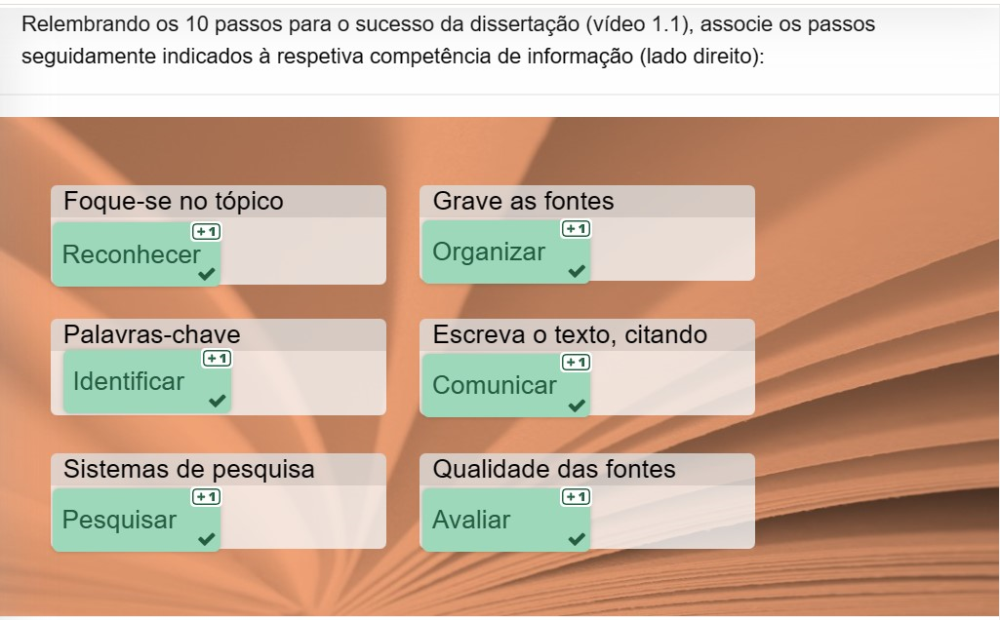 Relembrando os 10 passos para o sucesso da dissertação (vídeo 1.1), associe os passos
seguidamente indicados à respetiva competência de informação (lado direito):
Foque-se no tópico
+1
Reconhecer
Grave as fontes
+1
Organizar
Palavras-chave
+1
Identificar
Escreva o texto, citando
+1
Comunicar
Sistemas de pesquisa
+1
Pesquisar
Qualidade das fontes
+1
Avaliar